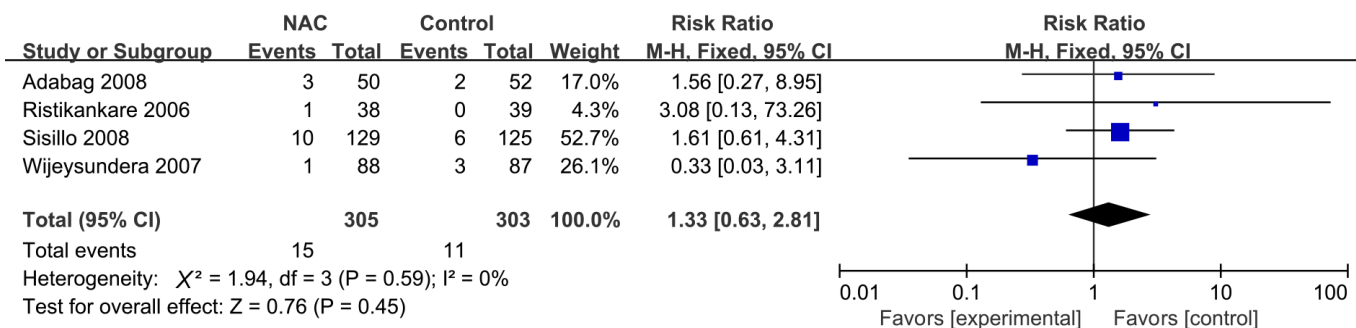 NAC Control Risk Ratio Risk Ratio
Study or Subgroup Events Total Events Total Weight M-H, Fixed, 95% CI M-H, Fixed, 95% CI
Adabag 2008 3 50 2 52 17.0% 1.56 [0.27, 8.95]
Ristikankare 2006 1 38 0 39 4.3% 3.08 [0.13, 73.26]
Sisillo 2008 10 129 6 125 52.7% 1.61 [0.61, 4.31]
Wijeysundera 2007 1 88 3 87 26.1% 0.33 [0.03, 3.11]
Total (95% CI) 305 303 100.0% 1.33 [0.63, 2.81]
Total events 15 11
Heterogeneity: X² = 1.94, df = 3 (P = 0.59); I² = 0%
Test for overall effect: Z = 0.76 (P = 0.45)
0.01 0.1 1 10 100
Favors [experimental] Favors [control]